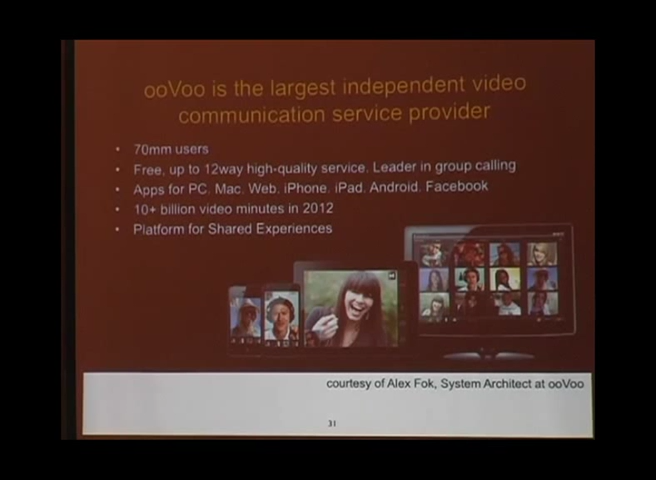 ooVoo is the largest independent video
communication service provider
• 70mm users
• Free, up to 12way high-quality service. Leader in group calling
• Apps for PC, Mac, Web, iPhone, iPad, Android, Facebook
• 10+ billion video minutes in 2012
• Platform for Shared Experiences
courtesy of Alex Fok, System Architect at ooVoo
31